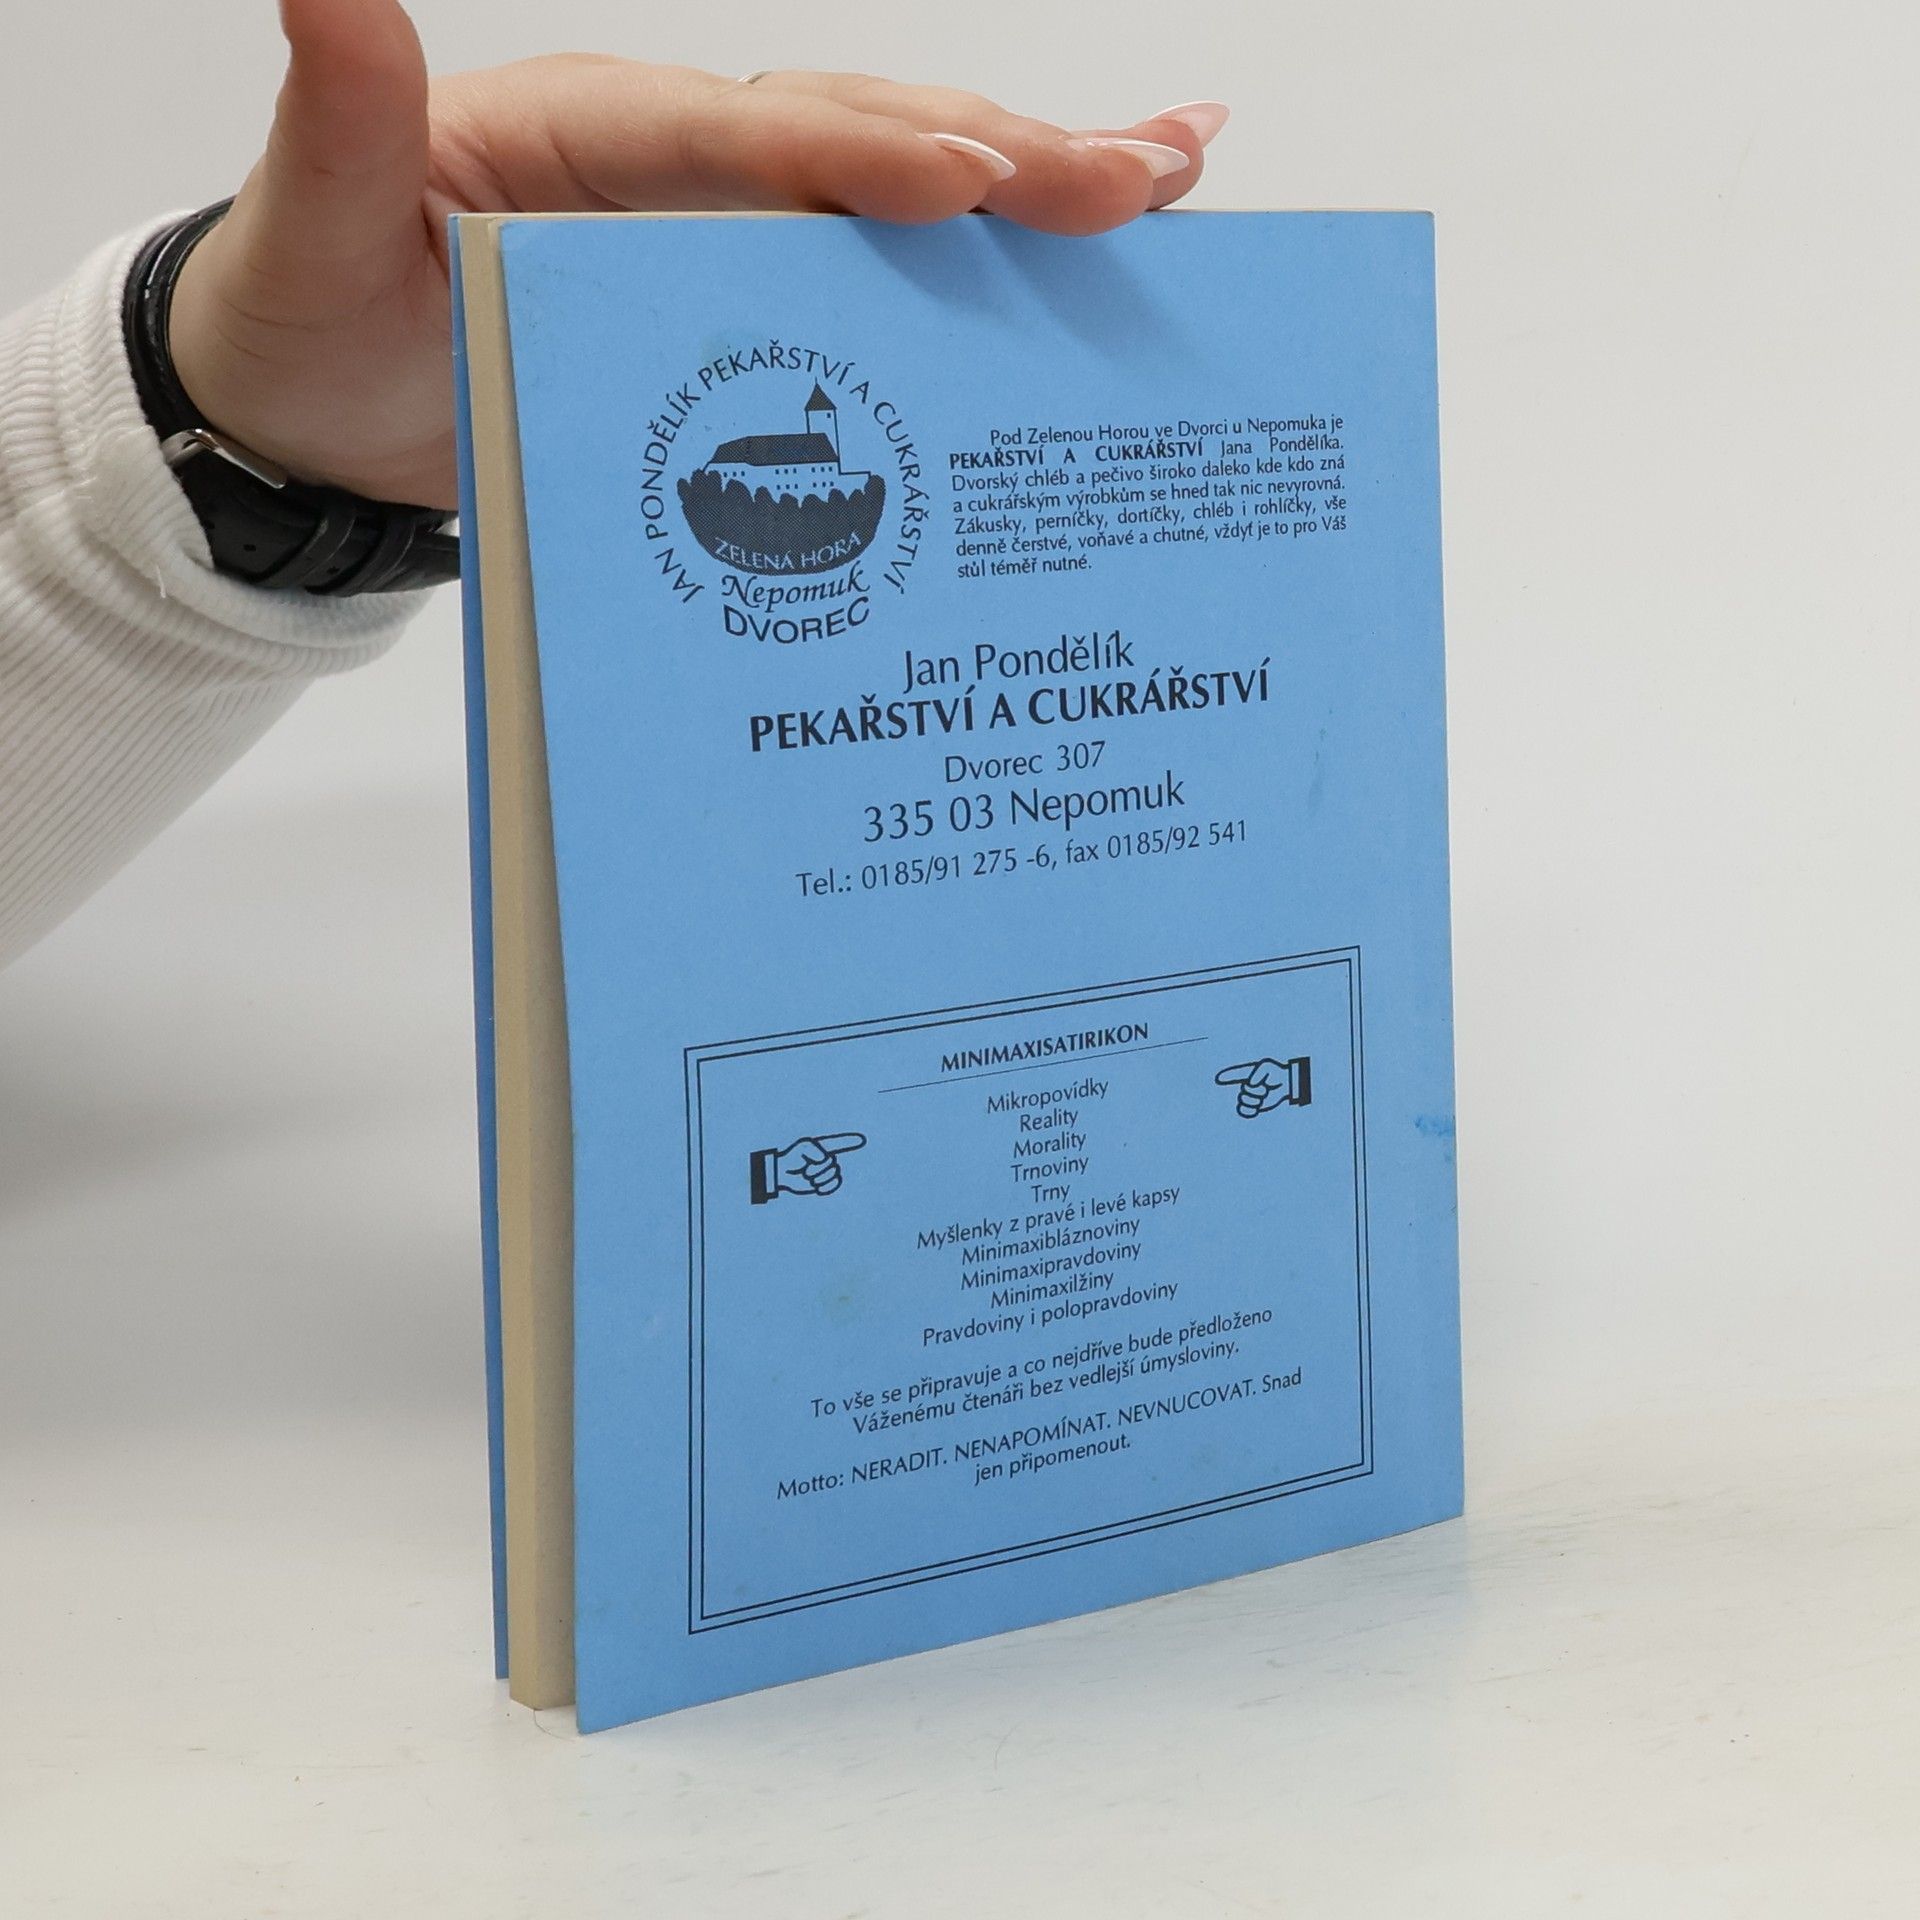 JAN PONDĚLÍK PEKAŘSTVÍ A CUKRÁŘSTVÍ
ZELENÁ HORA
Nepomuk
DVOREC
Pod Zelenou Horou ve Dvorci u Nepomuka je
PEKAŘSTVÍ A CUKRÁŘSTVÍ Jana Pondělíka.
Dvorský chléb a pečivo široko daleko kde kdo zná
a cukrářským výrobkům se hned tak nic nevyrovná.
Zákusky, perníčky, dortíčky, chléb i rohlíčky, vše
denně čerstvé, voňavé a chutné, vždyť je to pro Váš
stůl téměř nutné.
Jan Pondělík
PEKAŘSTVÍ A CUKRÁŘSTVÍ
Dvorec 307
335 03 Nepomuk
Tel.: 0185/91 275 -6, fax 0185/92 541
MINIMAXISATIRIKON
Mikropovídky
Reality
Morality
Trnoviny
Trny
Myšlenky z pravé i levé kapsy
Minimaxibláznoviny
Minimaxipravdoviny
Minimaxilžiny
Pravdoviny i polopravdoviny
To vše se připravuje a co nejdříve bude předloženo
Váženému čtenáři bez vedlejší úmysloviny.
Motto: NERADIT. NENAPOMÍNAT. NEVNUCOVAT. Snad
jen připomenout.